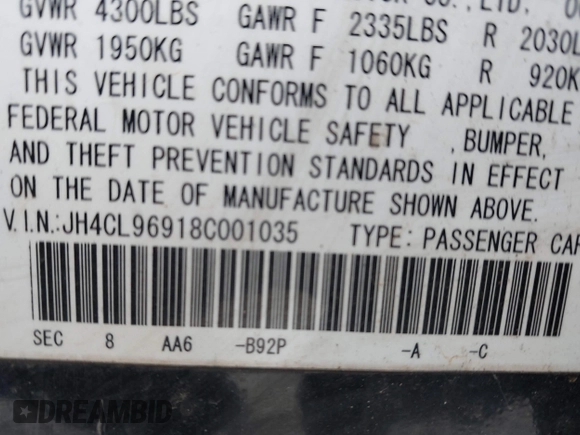 GVWR 4300LBS GAWR F 2335LBS R 2030L
GVWR 1950KG GAWR F 1060KG R 920K
THIS VEHICLE CONFORMS TO ALL APPLICABLE
FEDERAL MOTOR VEHICLE SAFETY , BUMPER,
AND THEFT PREVENTION STANDARDS IN EFFECT
ON THE DATE OF MANUFACTURE SHOWN ABOVE.
V.I.N.:JH4CL96918C001035 TYPE: PASSENGER CAR
SEC 8 AA6 -B92P -A -C
DREAMBID